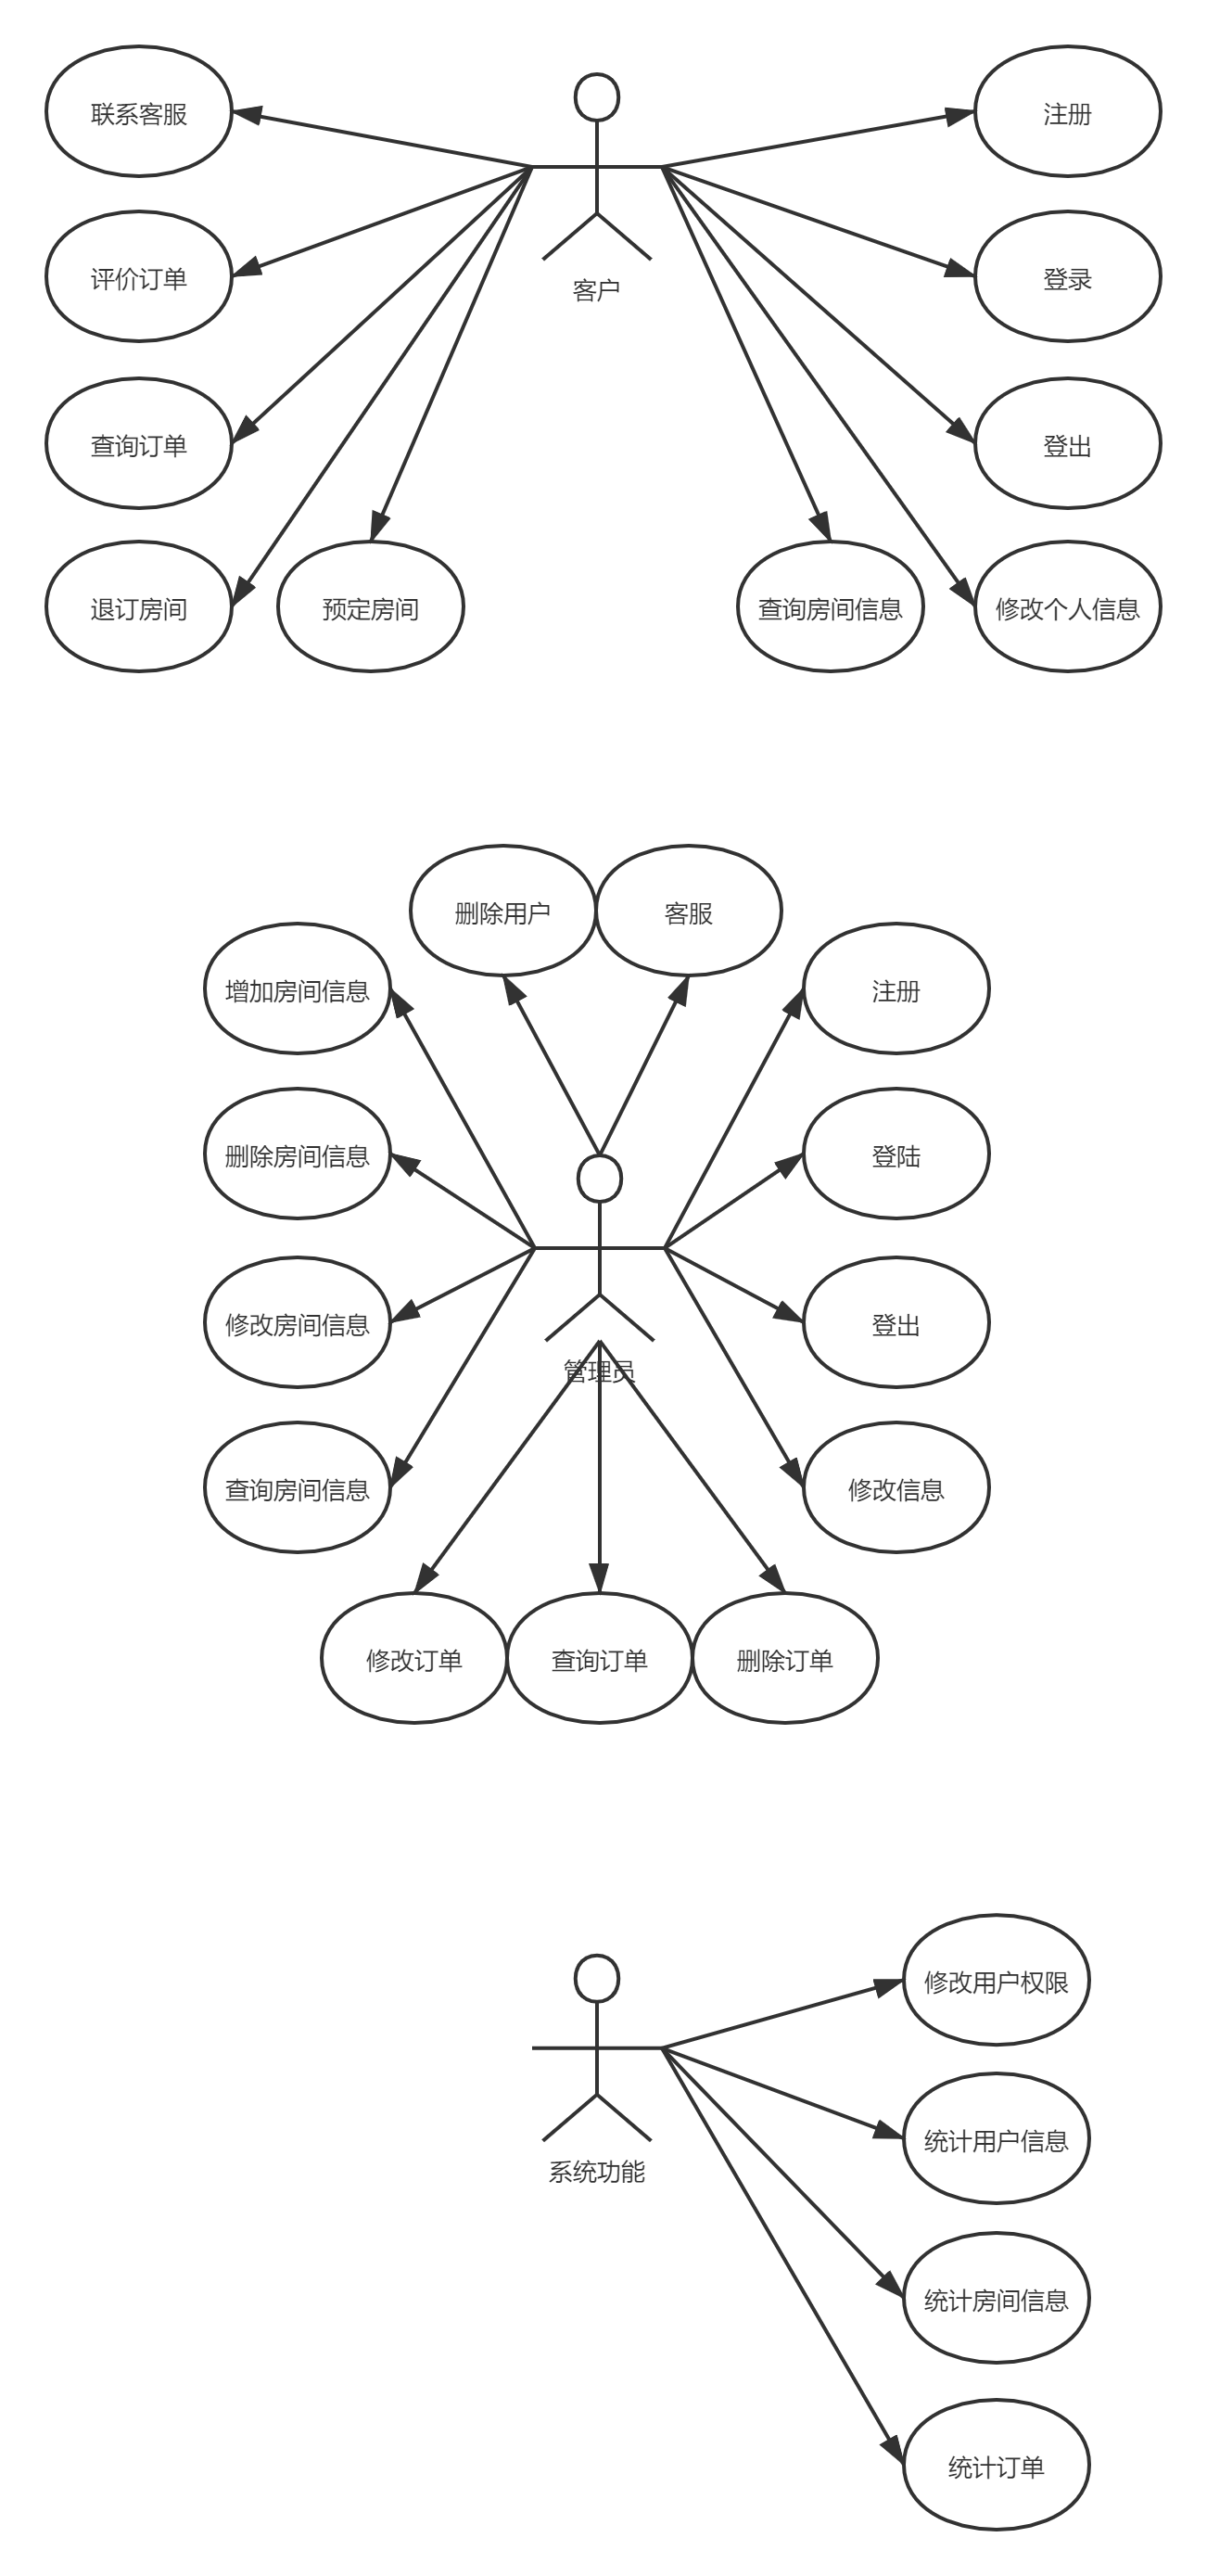 联系客服
注册
评价订单
登录
客户
查询订单
登出
退订房间
预定房间
查询房间信息
修改个人信息
删除用户
客服
增加房间信息
注册
删除房间信息
登陆
修改房间信息
登出
管理员
查询房间信息
修改信息
修改订单
查询订单
删除订单
修改用户权限
统计用户信息
系统功能
统计房间信息
统计订单